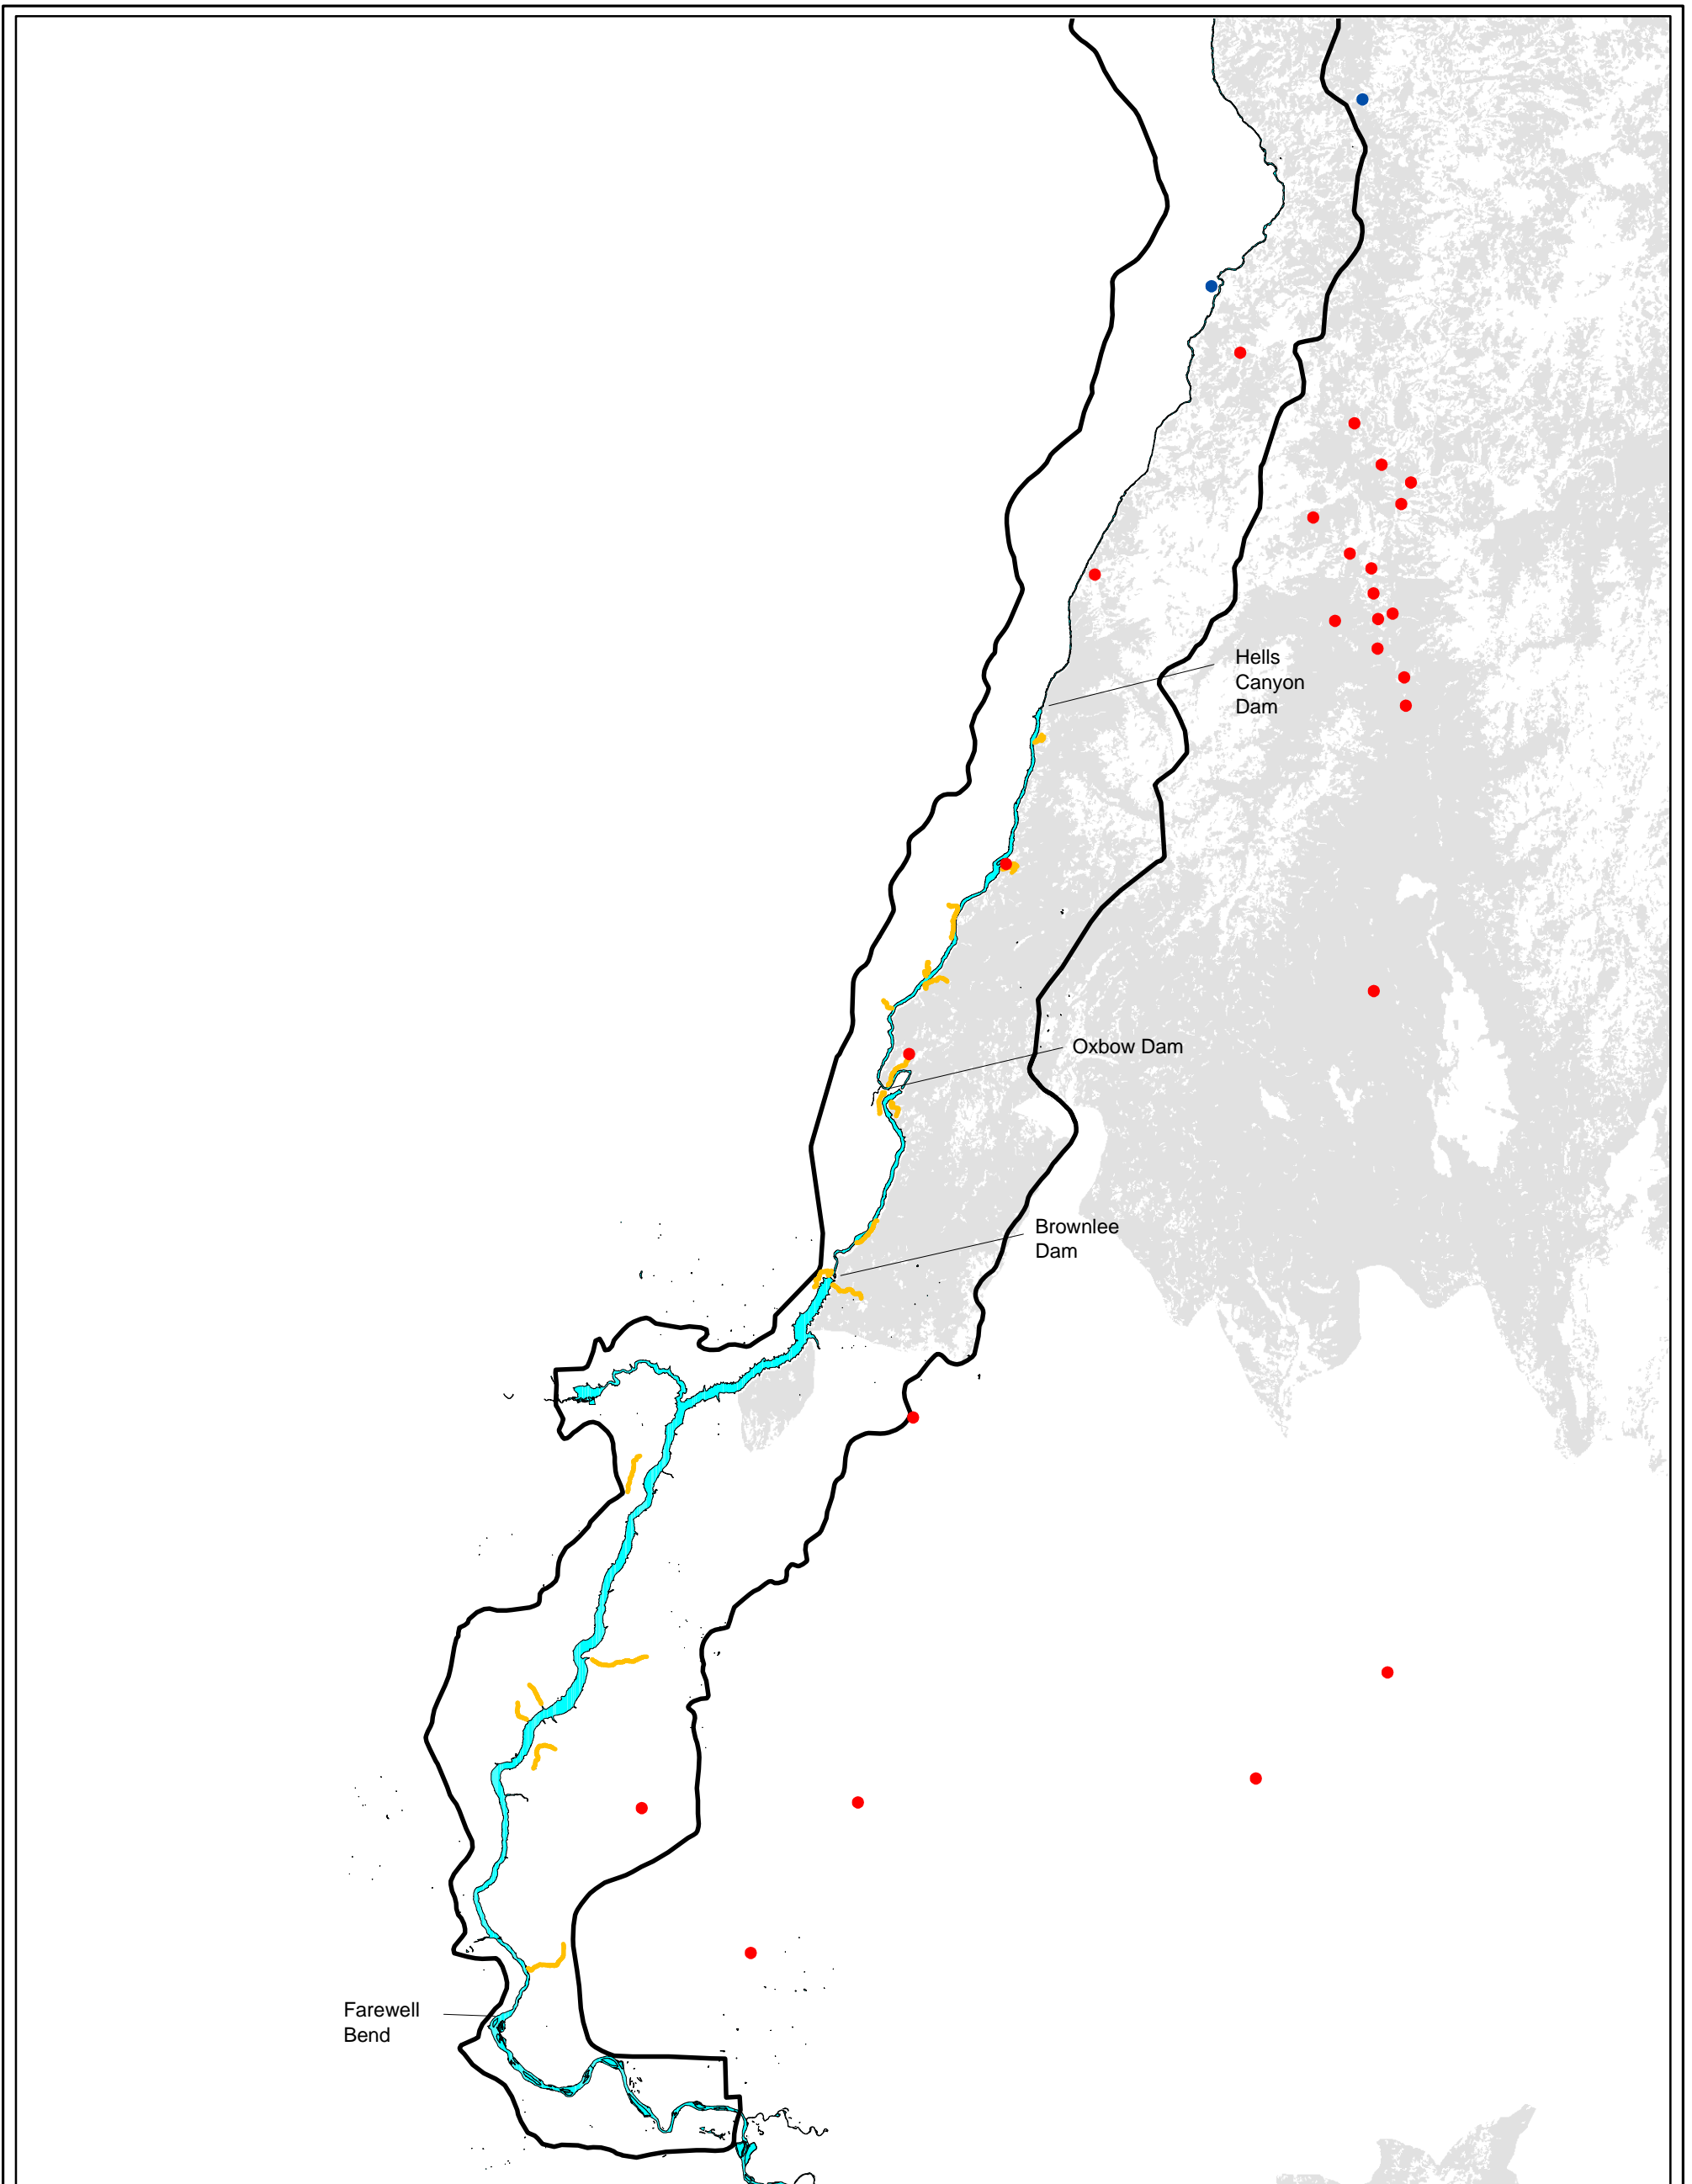 Hells
Canyon
Dam
Oxbow Dam
Brownlee
Dam
Farewell
Bend